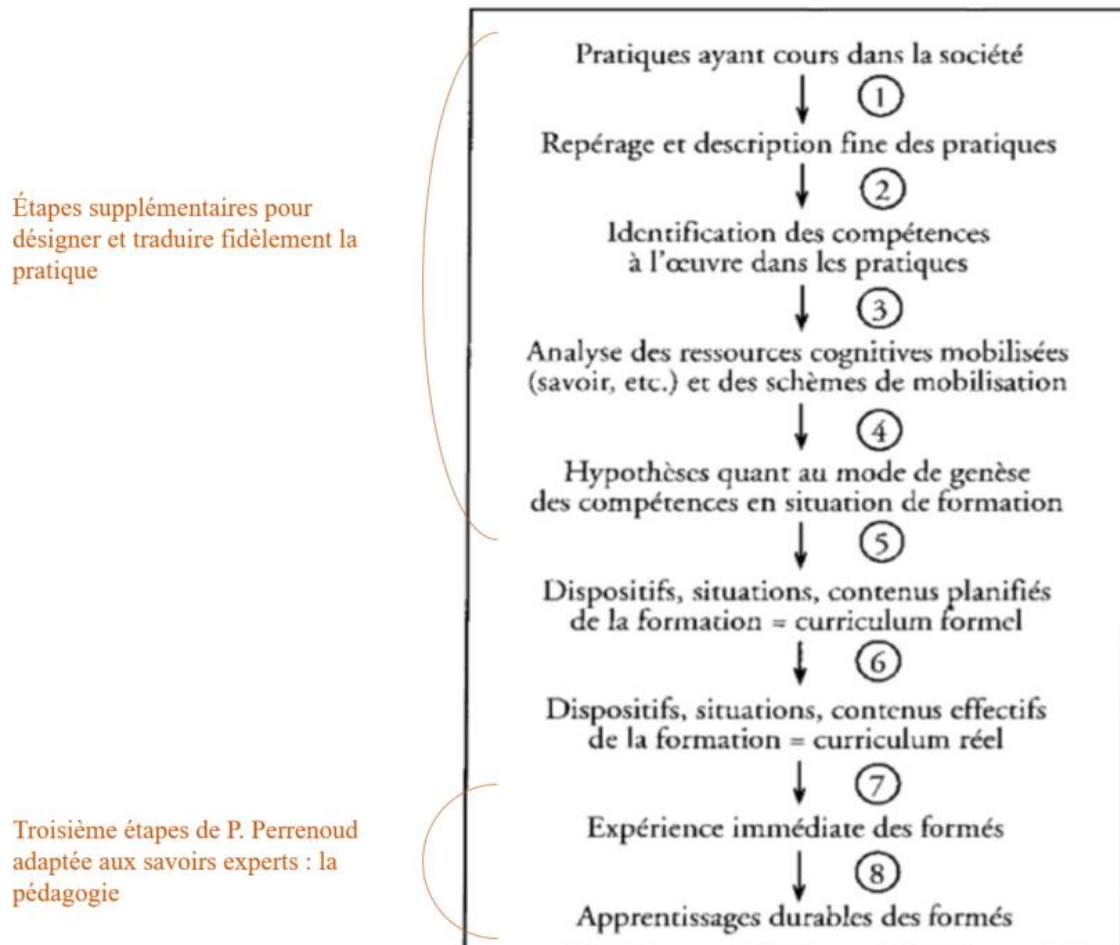 Pratiques ayant cours dans la société
1
Repérage et description fine des pratiques
2
Identification des compétences
à l'œuvre dans les pratiques
3
Analyse des ressources cognitives mobilisées
(savoir, etc.) et des schèmes de mobilisation
4
Hypothèses quant au mode de genèse
des compétences en situation de formation
5
Dispositifs, situations, contenus planifiés
de la formation = curriculum formel
6
Dispositifs, situations, contenus effectifs
de la formation = curriculum réel
7
Expérience immédiate des formés
8
Apprentissages durables des formés
Étapes supplémentaires pour
désigner et traduire fidèlement la
pratique
Troisième étapes de P. Perrenoud
adaptée aux savoirs experts : la
pédagogie